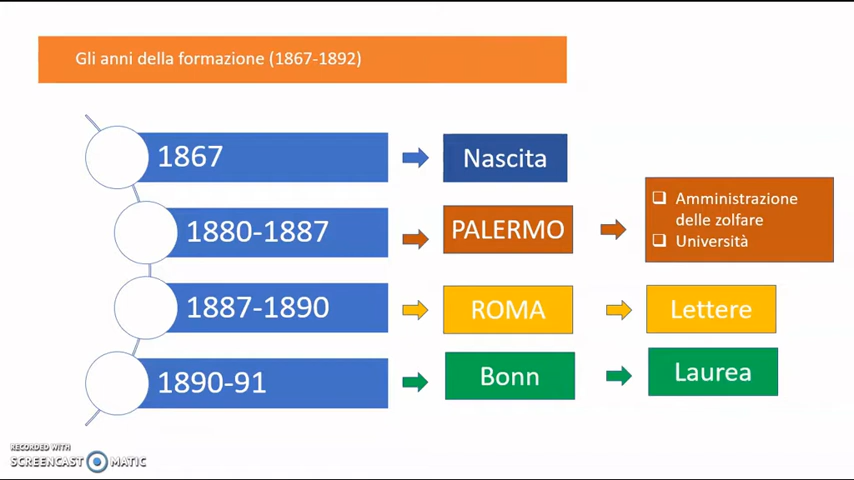 Gli anni della formazione (1867-1892)
1867
Nascita
1880-1887
PALERMO
Amministrazione
delle zolfare
Università
1887-1890
ROMA
Lettere
1890-91
Bonn
Laurea
RECORDED WITH
SCREENCAST MATIC